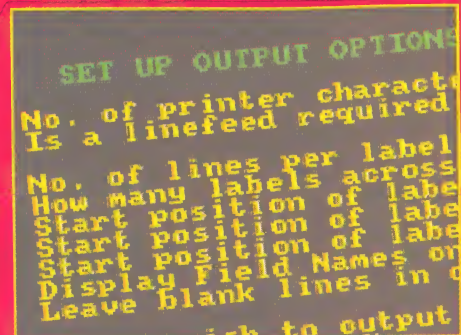 SET UP OUTPUT OPTIONS
No. of printer characte
Is a linefeed required
No. of lines per label
How many labels across
Start position of labe
Start position of labe
Start position of labe
Display Field Names on
Leave blank lines in
to output